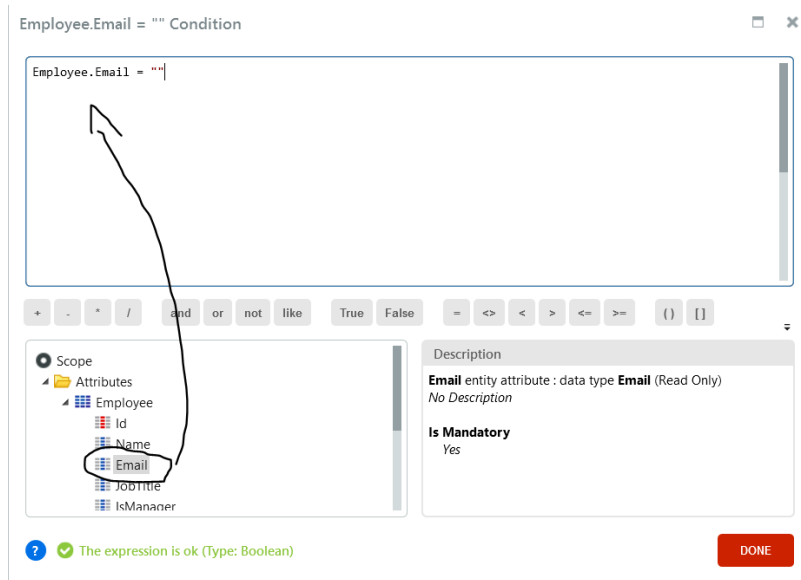 Employee.Email = "" Condition
Employee.Email = ""
+ - * / and or not like True False = <> < > <= >= ( ) [ ]
Scope
Attributes
Employee
Id
Name
Email
JobTitle
IsManager
Description
Email entity attribute : data type Email (Read Only)
No Description
Is Mandatory
Yes
? The expression is ok (Type: Boolean)
DONE